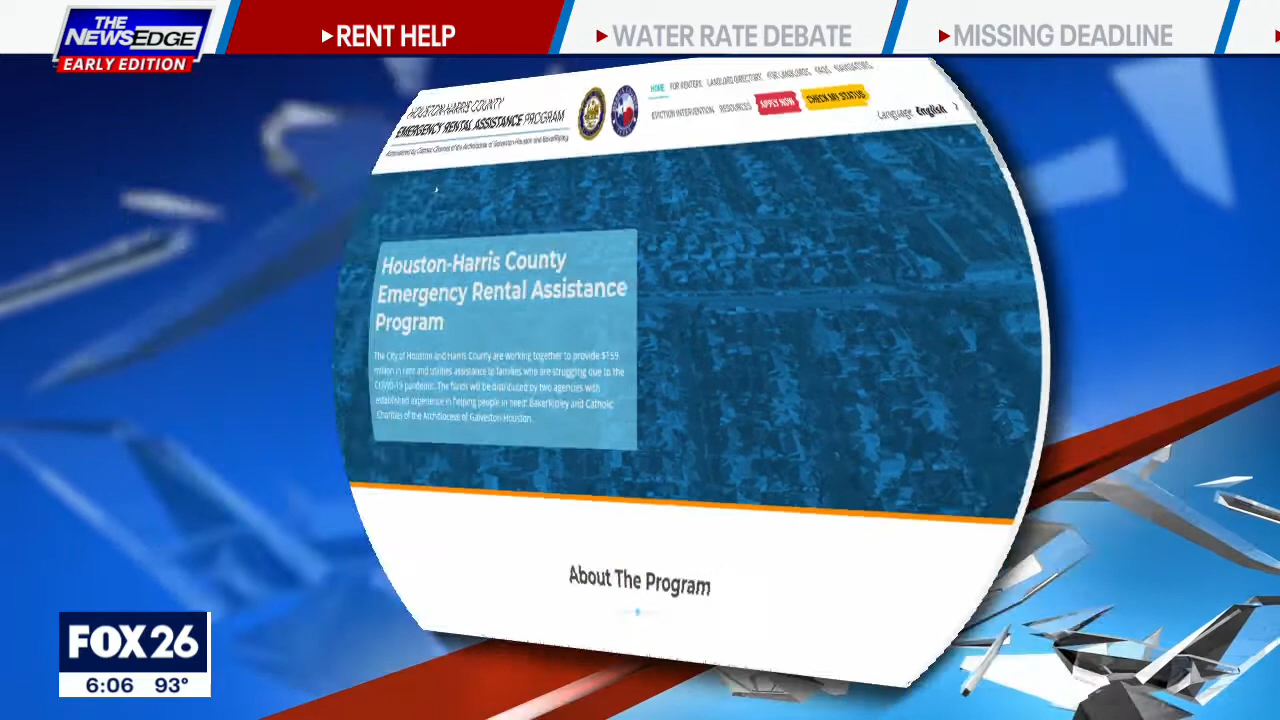 THE
NEWSEDGE
EARLY EDITION
RENT HELP
WATER RATE DEBATE
MISSING DEADLINE
HOUSTON-HARRIS COUNTY
EMERGENCY RENTAL ASSISTANCE PROGRAM
HOME FOR RENTERS LANDLORD DIRECTORY FOR LANDLORDS FAQS NAVIGATORS
EVICTION INTERVENTION RESOURCES APPLY NOW CHECK MY STATUS
Language English
Houston-Harris County
Emergency Rental Assistance
Program
The City of Houston and Harris County are working together to provide $159
million in rent and utilities assistance to families who are struggling due to the
COVID-19 pandemic. The funds will be distributed by two agencies with
established experience in helping people in need: BakerRipley and Catholic
Charities of the Archdiocese of Galveston-Houston.
About The Program
FOX 26
6:06 93°